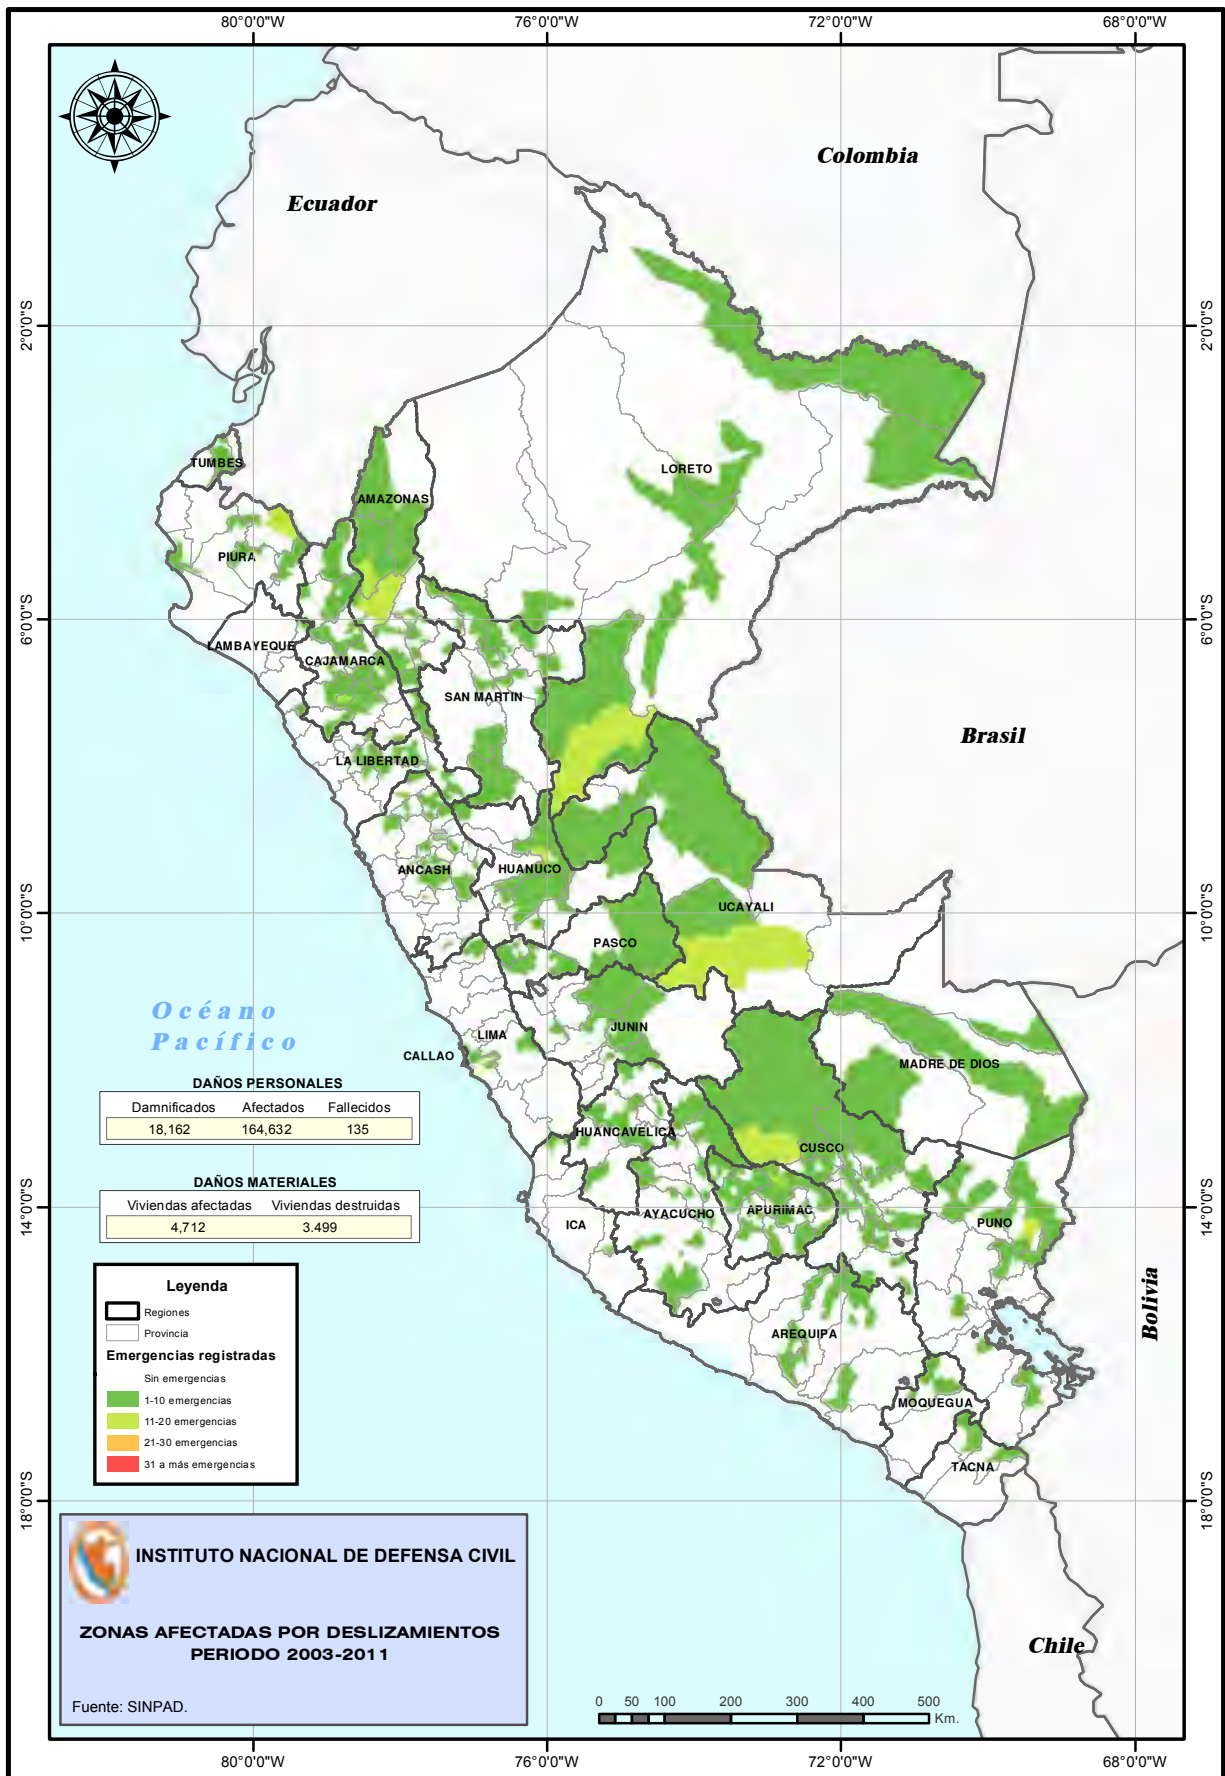 80°0'0"W 76°0'0"W 72°0'0"W 68°0'0"W
Colombia
Ecuador
2°0'0"S 2°0'0"S
LORETO
TUMBES
AMAZONAS
PIURA
6°0'0"S 6°0'0"S
LAMBAYEQUE
CAJAMARCA
SAN MARTIN
Brasil
LA LIBERTAD
ANCASH
HUANUCO
UCAYALI
10°0'0"S 10°0'0"S
PASCO
Océano
Pacífico
LIMA
JUNIN
CALLAO
MADRE DE DIOS
DAÑOS PERSONALES
Damnificados Afectados Fallecidos
18,162 164,632 135
HUANCAVELICA
CUSCO
DAÑOS MATERIALES
Viviendas afectadas Viviendas destruidas
4,712 3.499
14°0'0"S 14°0'0"S
ICA
AYACUCHO
APURIMAC
PUNO
Bolivia
AREQUIPA
MOQUEGUA
TACNA
Leyenda
Regiones
Provincia
Emergencias registradas
Sin emergencias
1-10 emergencias
11-20 emergencias
21-30 emergencias
31 a más emergencias
18°0'0"S 18°0'0"S
INSTITUTO NACIONAL DE DEFENSA CIVIL
ZONAS AFECTADAS POR DESLIZAMIENTOS
PERIODO 2003-2011
Fuente: SINPAD.
Chile
0 50 100 200 300 400 500
Km.
80°0'0"W 76°0'0"W 72°0'0"W 68°0'0"W